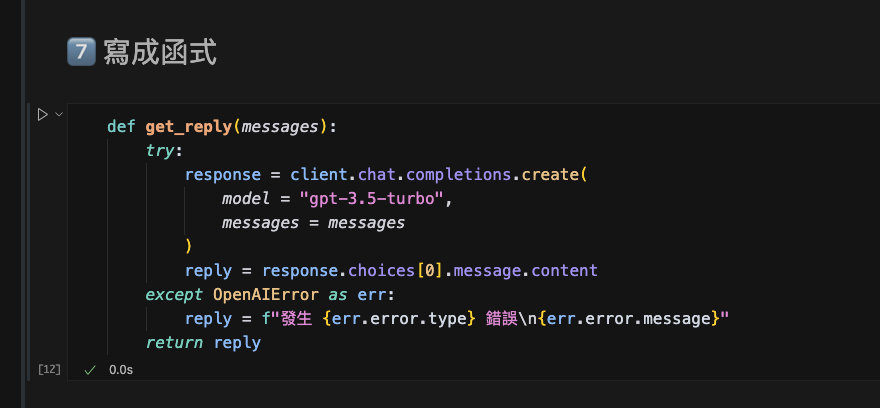 7 寫成函式
def get_reply(messages):
    try:
        response = client.chat.completions.create(
            model = "gpt-3.5-turbo",
            messages = messages
        )
        reply = response.choices[0].message.content
    except OpenAIError as err:
        reply = f"發生 {err.error.type} 錯誤\n{err.error.message}"
    return reply
[12] ✓ 0.0s